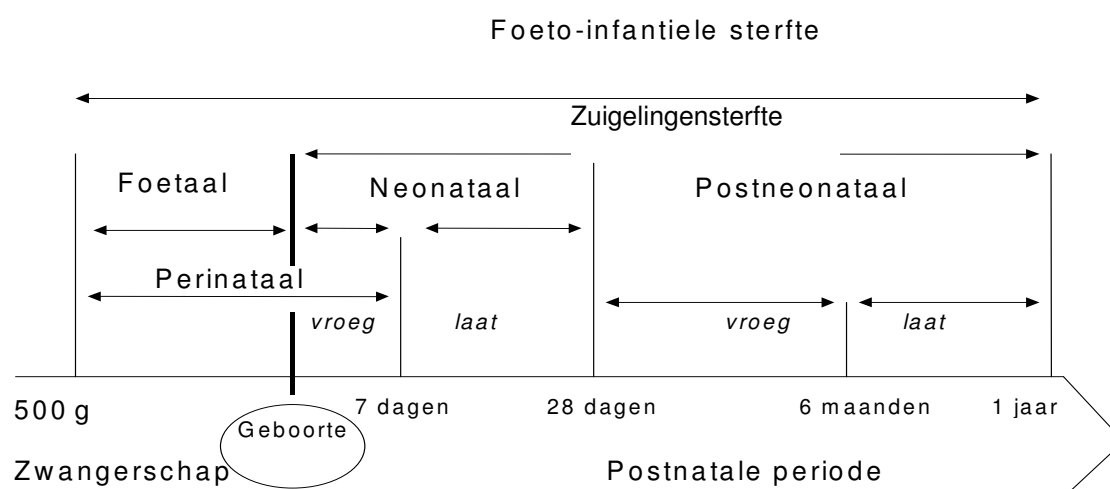 Foeto-infantiele sterfte
Zuigelingensterfte
Foetaal
Neonataal
Postneonataal
Perinataal
vroeg
laat
vroeg
laat
500 g
7 dagen
28 dagen
6 maanden
1 jaar
Geboorte
Zwangerschap
Postnatale periode